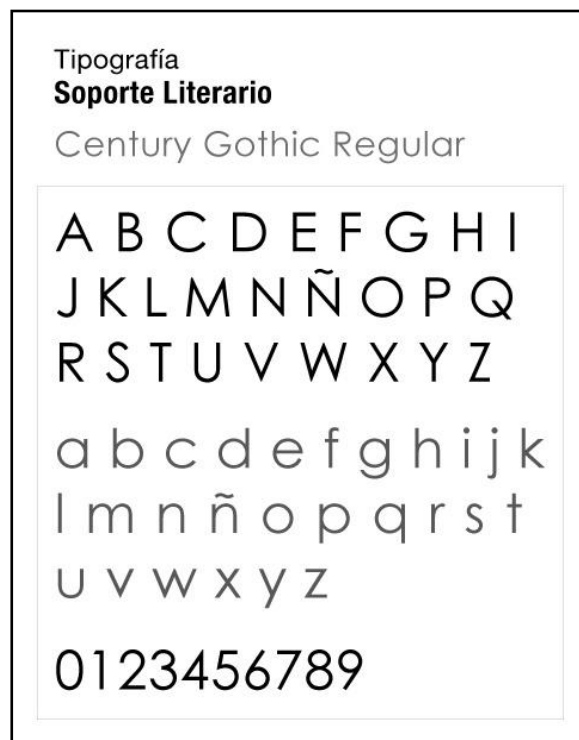 Tipografía
Soporte Literario
Century Gothic Regular
A B C D E F G H I
J K L M N Ñ O P Q
R S T U V W X Y Z
a b c d e f g h i j k
l m n ñ o p q r s t
u v w x y z
0123456789